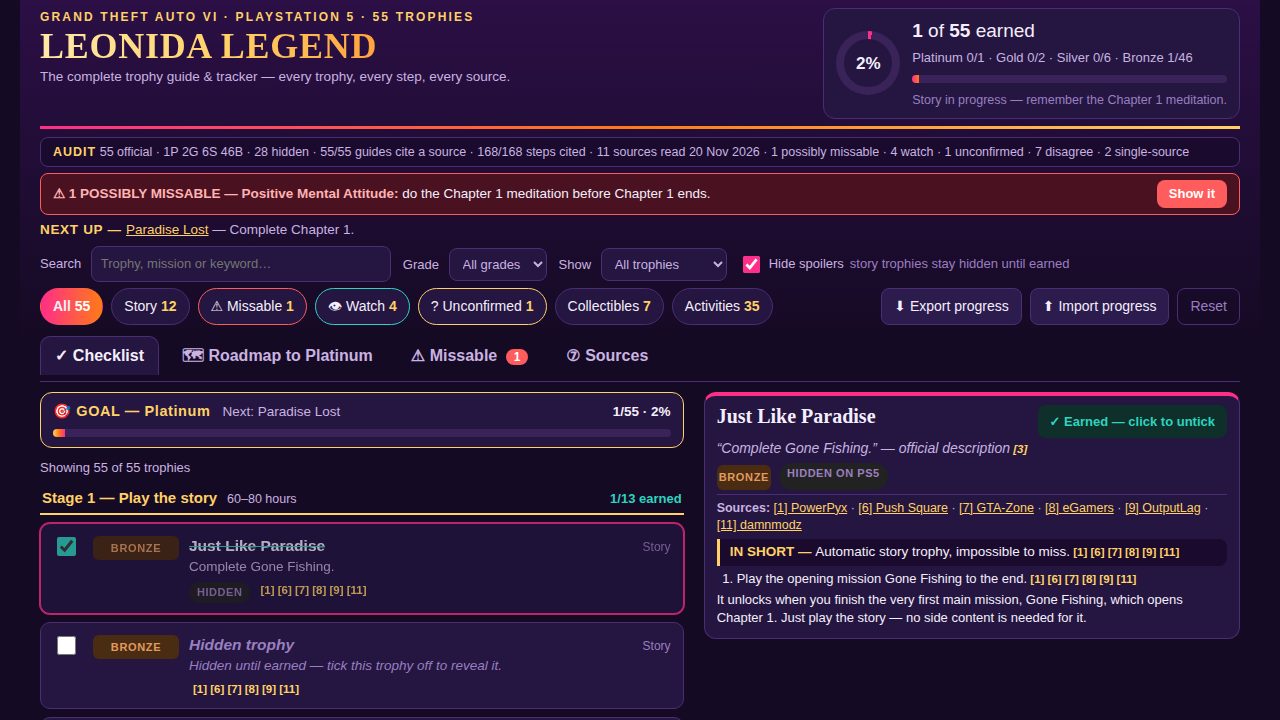 GRAND THEFT AUTO VI · PLAYSTATION 5 · 55 TROPHIES
LEONIDA LEGEND
The complete trophy guide & tracker — every trophy, every step, every source.
2%
1 of 55 earned
Platinum 0/1 · Gold 0/2 · Silver 0/6 · Bronze 1/46
Story in progress — remember the Chapter 1 meditation.
AUDIT 55 official · 1P 2G 6S 46B · 28 hidden · 55/55 guides cite a source · 168/168 steps cited · 11 sources read 20 Nov 2026 · 1 possibly missable · 4 watch · 1 unconfirmed · 7 disagree · 2 single-source
⚠ 1 POSSIBLY MISSABLE — Positive Mental Attitude: do the Chapter 1 meditation before Chapter 1 ends.
Show it
NEXT UP — Paradise Lost — Complete Chapter 1.
Search Trophy, mission or keyword… Grade All grades Show All trophies Hide spoilers story trophies stay hidden until earned
All 55 Story 12 ⚠ Missable 1 👁 Watch 4 ? Unconfirmed 1 Collectibles 7 Activities 35 ⬇ Export progress ⬆ Import progress Reset
✓ Checklist 🗺 Roadmap to Platinum ⚠ Missable 1 ⑦ Sources
🎯 GOAL — Platinum Next: Paradise Lost 1/55 · 2%
Showing 55 of 55 trophies
Stage 1 — Play the story 60–80 hours 1/13 earned
BRONZE Just Like Paradise Story
Complete Gone Fishing.
HIDDEN [1] [6] [7] [8] [9] [11]
BRONZE Hidden trophy Story
Hidden until earned — tick this trophy off to reveal it.
[1] [6] [7] [8] [9] [11]
Just Like Paradise
✓ Earned — click to untick
“Complete Gone Fishing.” — official description [3]
BRONZE HIDDEN ON PS5
Sources: [1] PowerPyx · [6] Push Square · [7] GTA-Zone · [8] eGamers · [9] OutputLag ·
[11] dammodz
IN SHORT — Automatic story trophy, impossible to miss. [1] [6] [7] [8] [9] [11]
1. Play the opening mission Gone Fishing to the end. [1] [6] [7] [8] [9] [11]
It unlocks when you finish the very first main mission, Gone Fishing, which opens
Chapter 1. Just play the story — no side content is needed for it.